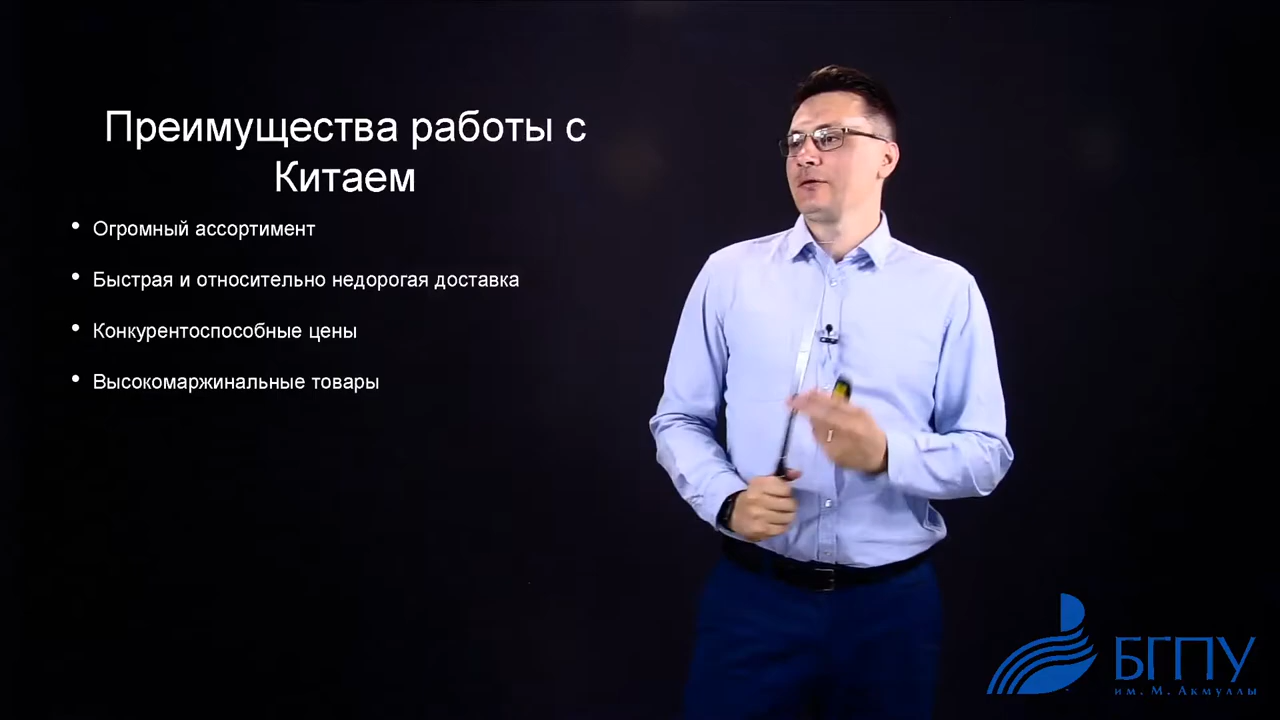 Преимущества работы с
Китаем
• Огромный ассортимент
• Быстрая и относительно недорогая доставка
• Конкурентоспособные цены
• Высокомаржинальные товары
БГПУ
им. М. Акмуллы